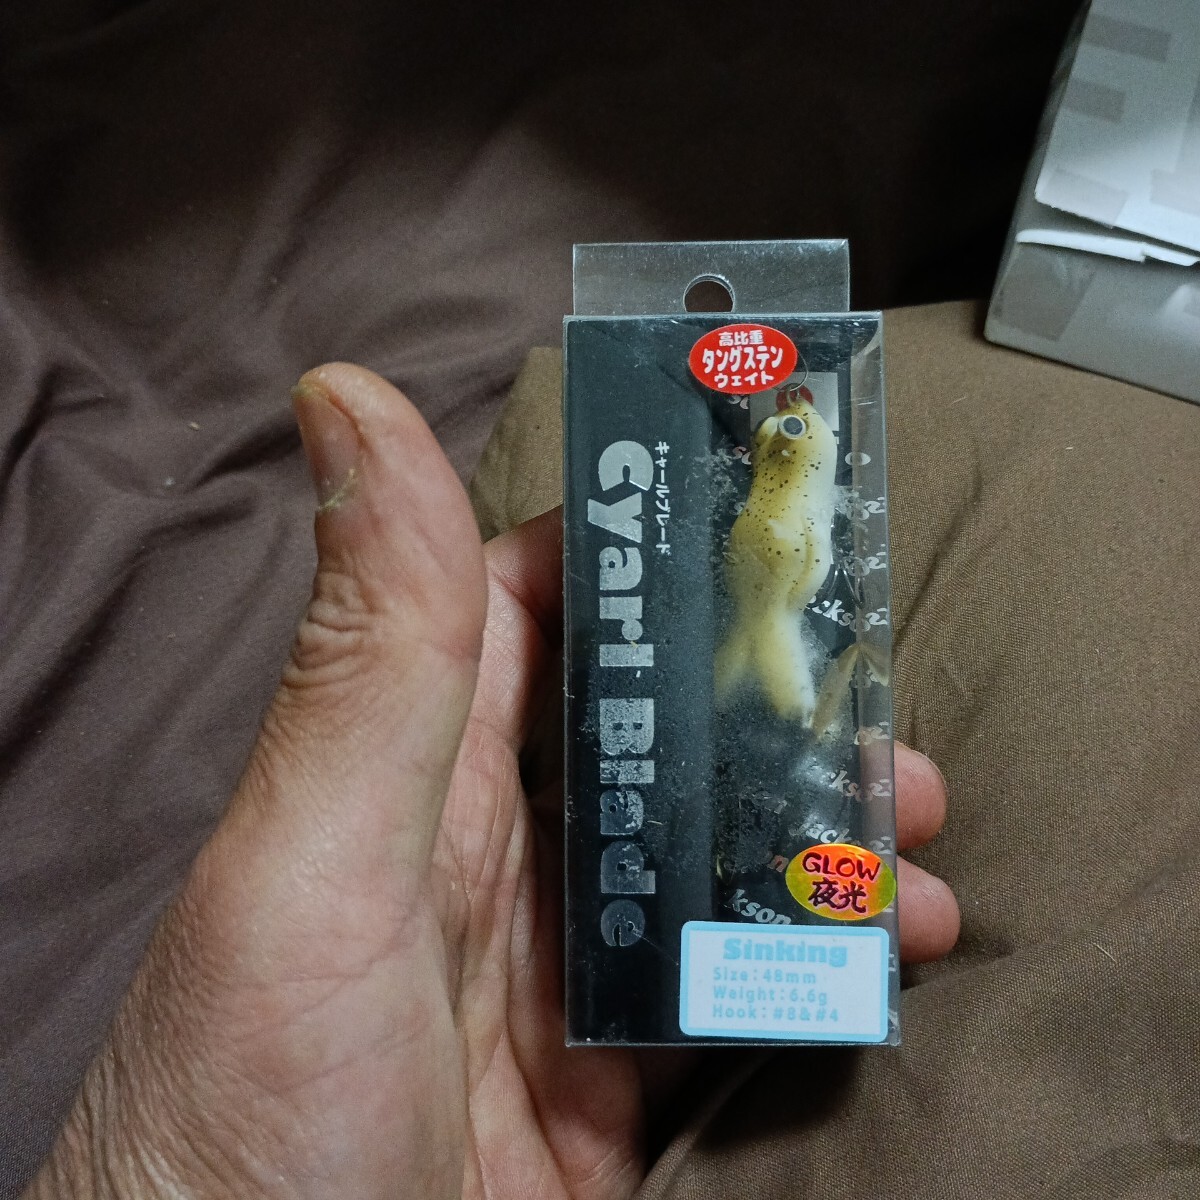 高比重
タングステン
ウェイト
キャールブレード
Cyarl Blade
Jackson
GLOW
夜光
Sinking
Size:48mm
Weight:6.6g
Hook:#8&#4